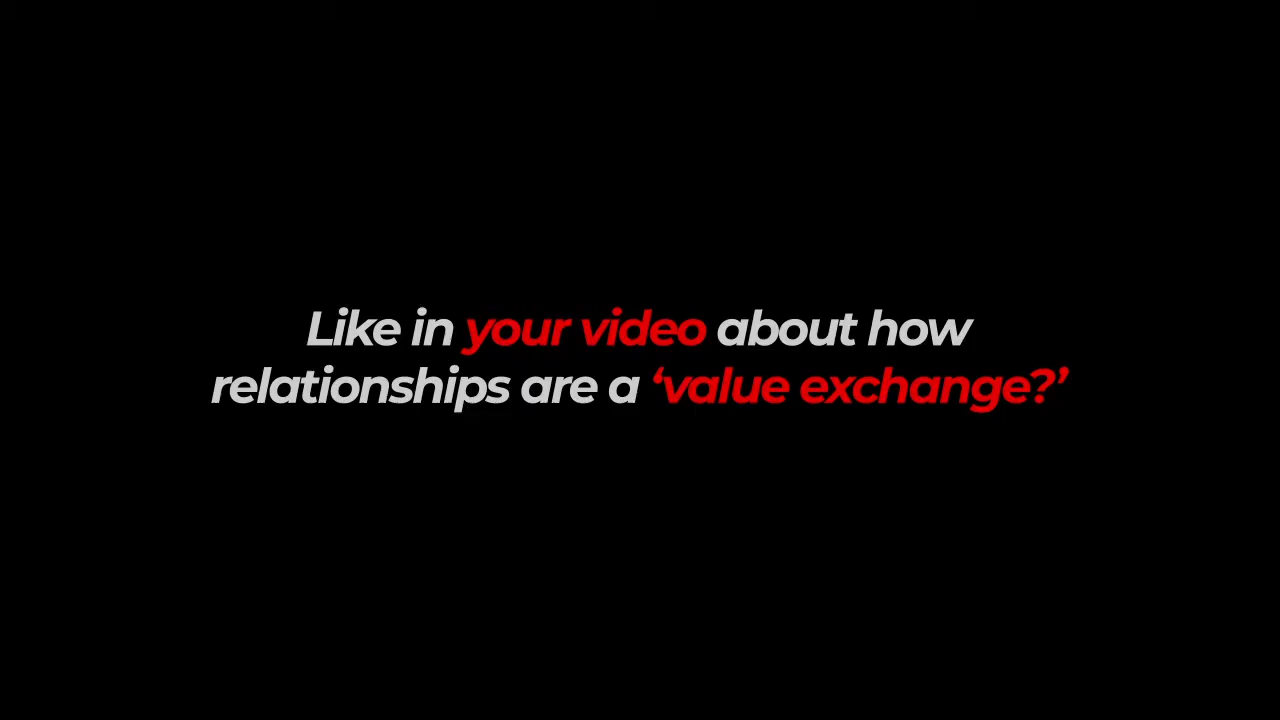 Like in your video about how
relationships are a ‘value exchange?’